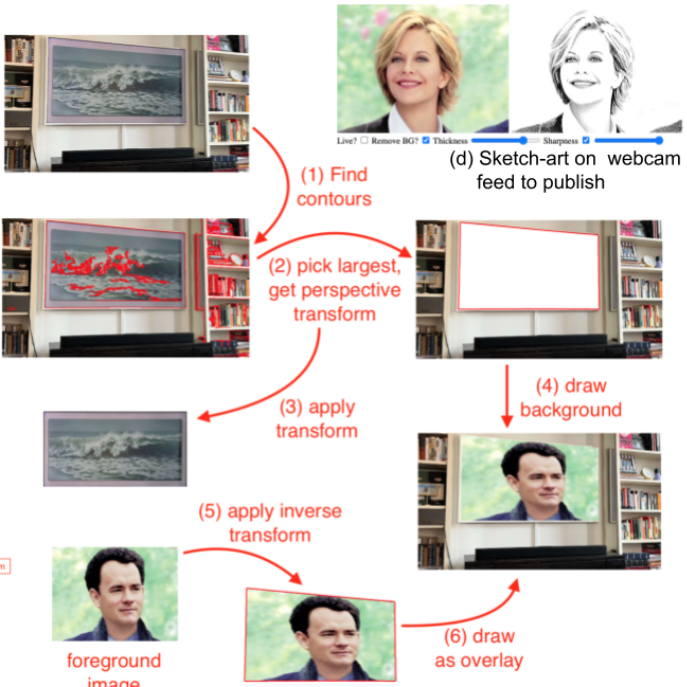 Live? Remove BG? Thickness Sharpness
(d) Sketch-art on webcam
feed to publish
(1) Find
contours
(2) pick largest,
get perspective
transform
(3) apply
transform
(4) draw
background
(5) apply inverse
transform
m
foreground
image
(6) draw
as overlay